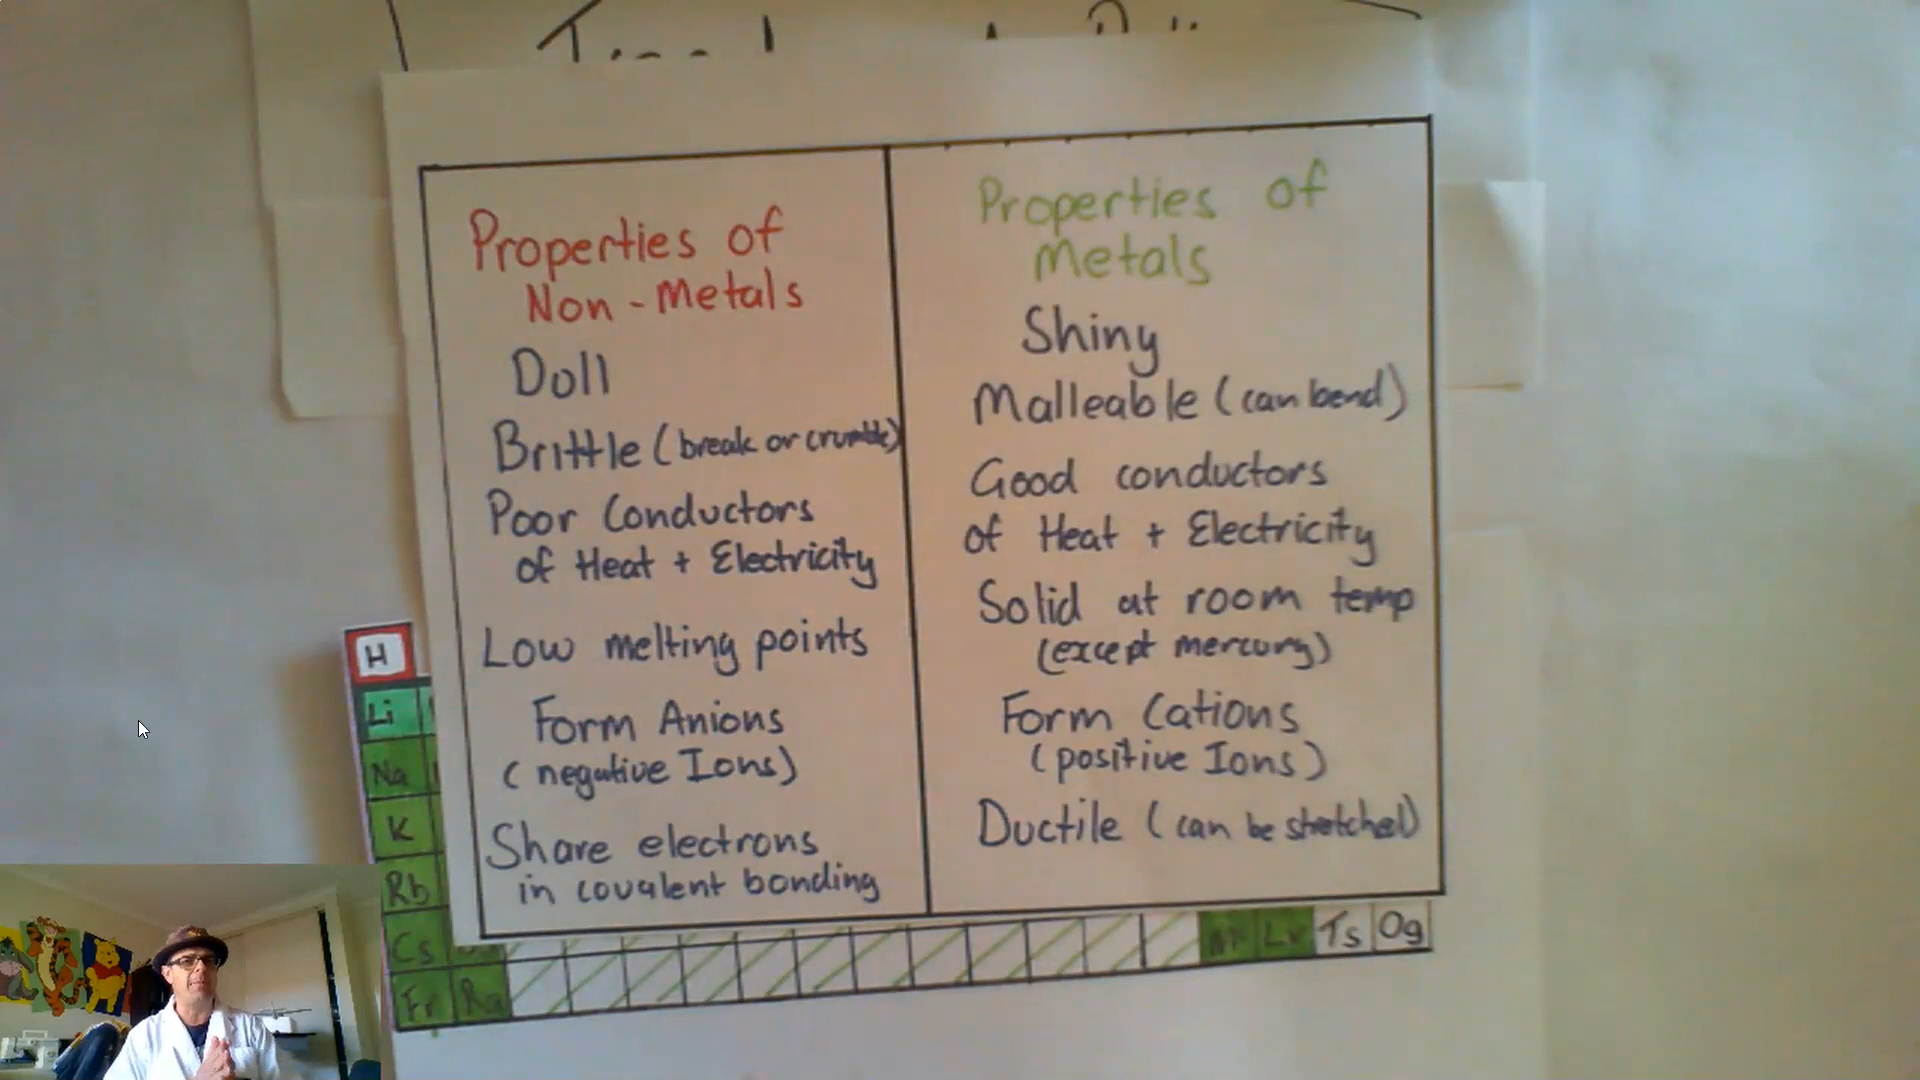 Properties of
Non - Metals
Doll
Brittle (break or crumble)
Poor Conductors
of Heat + Electricity
Low melting points
Form Anions
(negative Ions)
Share electrons
in covalent bonding
Properties of
Metals
Shiny
Malleable (can bend)
Good conductors
of Heat + Electricity
Solid at room temp
(except mercury)
Form Cations
(positive Ions)
Ductile (can be stretched)
H
Li
Na
K
Rb
Cs
Fr Ra
Lv Ts Og